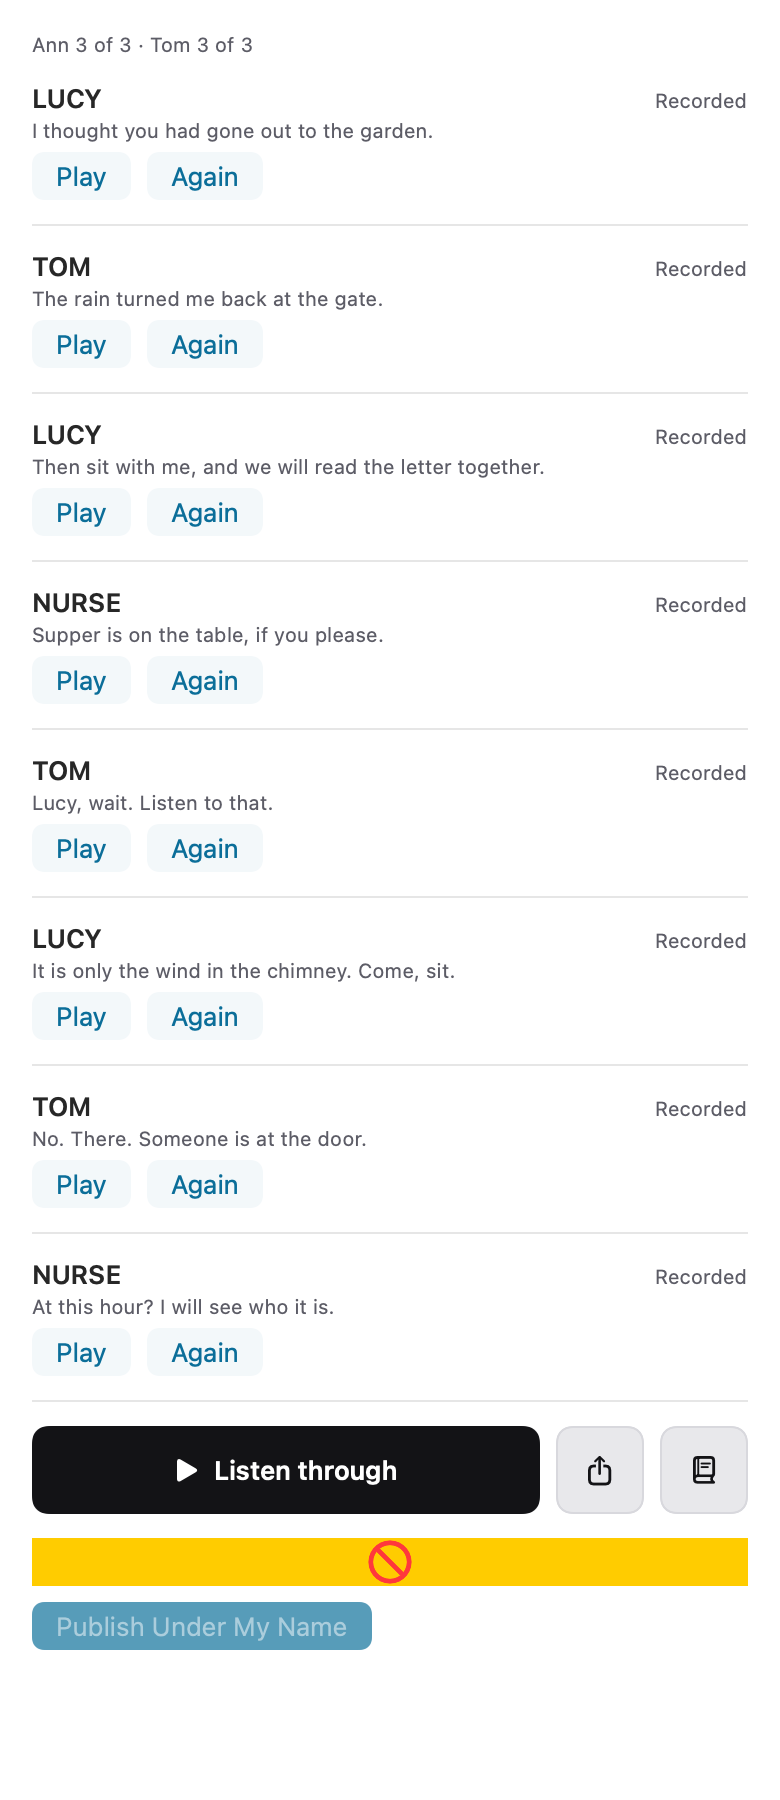 Ann 3 of 3 · Tom 3 of 3
LUCY
Recorded
I thought you had gone out to the garden.
Play
Again
TOM
Recorded
The rain turned me back at the gate.
Play
Again
LUCY
Recorded
Then sit with me, and we will read the letter together.
Play
Again
NURSE
Recorded
Supper is on the table, if you please.
Play
Again
TOM
Recorded
Lucy, wait. Listen to that.
Play
Again
LUCY
Recorded
It is only the wind in the chimney. Come, sit.
Play
Again
TOM
Recorded
No. There. Someone is at the door.
Play
Again
NURSE
Recorded
At this hour? I will see who it is.
Play
Again
Listen through
Publish Under My Name